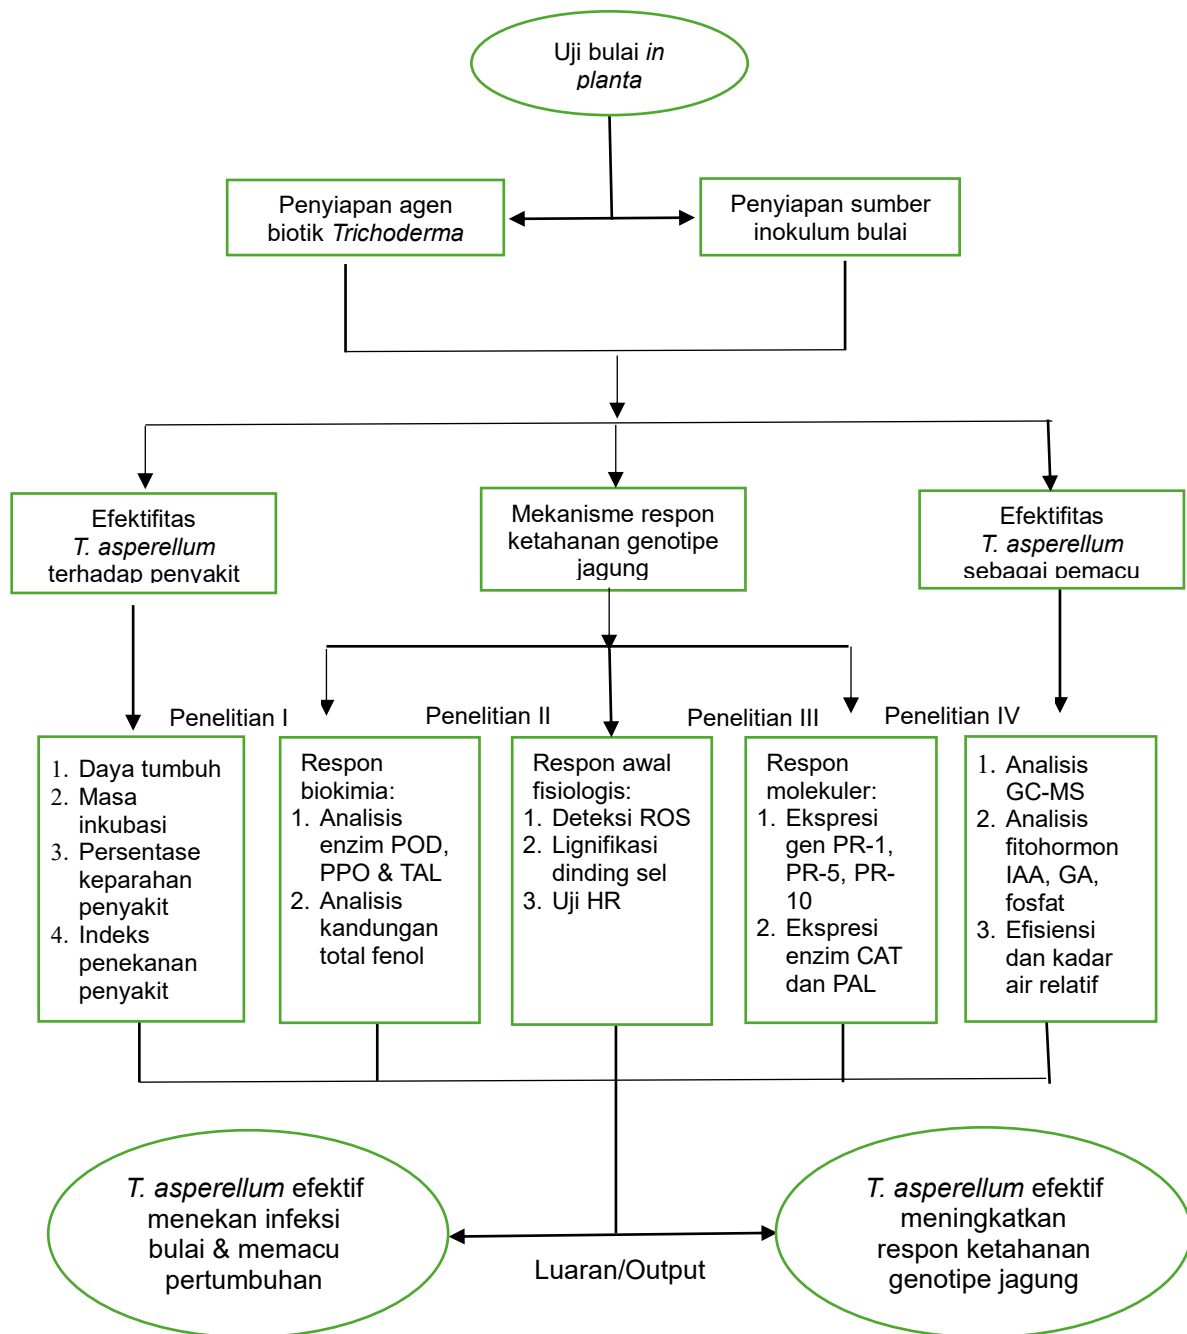 Uji bulai in
planta
Penyiapan agen
biotik Trichoderma
Penyiapan sumber
inokulum bulai
Efektifitas
T. asperellum
terhadap penyakit
Mekanisme respon
ketahanan genotipe
jagung
Efektifitas
T. asperellum
sebagai pemacu
Penelitian I
Penelitian II
Penelitian III
Penelitian IV
1. Daya tumbuh
2. Masa
inkubasi
3. Persentase
keparahan
penyakit
4. Indeks
penekanan
penyakit
Respon
biokimia:
1. Analisis
enzim POD,
PPO & TAL
2. Analisis
kandungan
total fenol
Respon awal
fisiologis:
1. Deteksi ROS
2. Lignifikasi
dinding sel
3. Uji HR
Respon
molekuler:
1. Ekspresi
gen PR-1,
PR-5, PR-
10
2. Ekspresi
enzim CAT
dan PAL
1. Analisis
GC-MS
2. Analisis
fitohormon
IAA, GA,
fosfat
3. Efisiensi
dan kadar
air relatif
T. asperellum efektif
menekan infeksi
bulai & memacu
pertumbuhan
Luaran/Output
T. asperellum efektif
meningkatkan
respon ketahanan
genotipe jagung